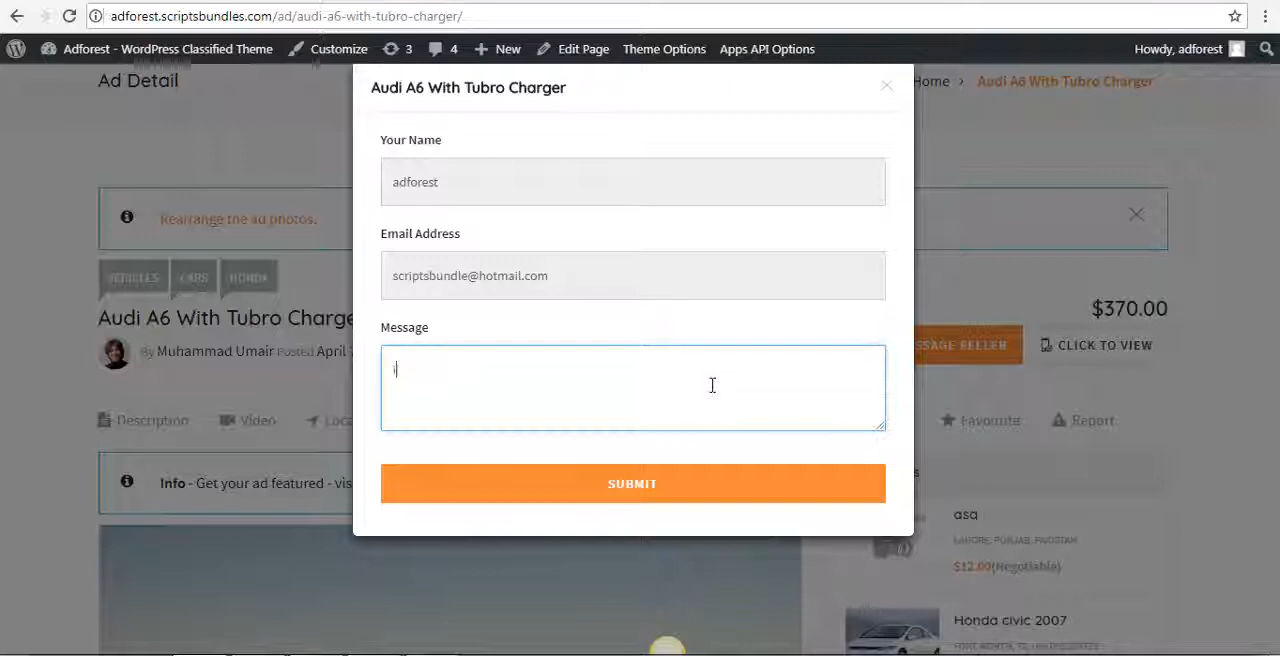 adforest.scriptsbundles.com/ad/audi-a6-with-tubro-charger/
Adforest - WordPress Classified Theme Customize 3 4 New Edit Page Theme Options Apps API Options Howdy, adforest
Ad Detail
Home › Audi A6 With Tubro Charger
Audi A6 With Tubro Charger
Your Name
adforest
Email Address
scriptsbundle@hotmail.com
Message
SUBMIT
Rearrange the ad photos.
VEHICLES CARS HONDA
Audi A6 With Tubro Charge
$370.00
By Muhammad Umair Posted April
SSAGE SELLER CLICK TO VIEW
Description Video Loca
Favourite Report
Info - Get your ad featured - vis
asq
LAHORE, PUNJAB, PAKISTAN
$12.00(Negotiable)
Honda civic 2007